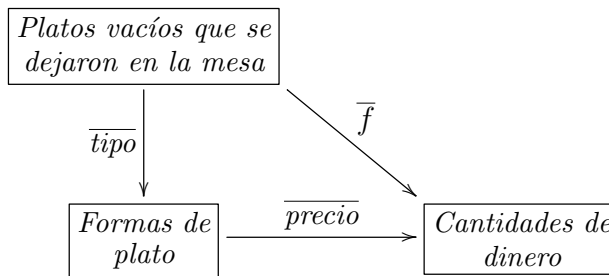 Platos vacíos que se
dejaron en la mesa
tipo
f
Formas de
plato
precio
Cantidades de
dinero